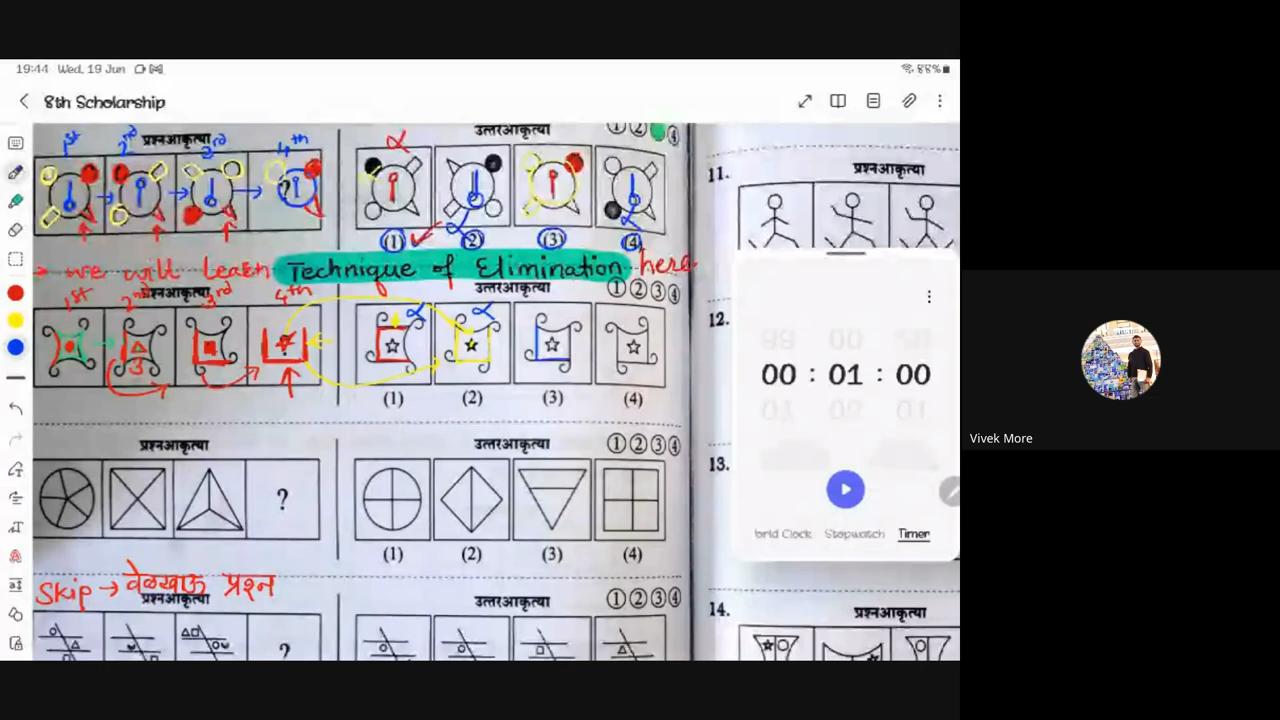 19:44 Wed, 19 Jun
88%
8th Scholarship
1st 2nd 3rd 4th
प्रश्नआकृत्या
उत्तरआकृत्या
① ② ④
?
α
α
(1) (2) (3) (4)
→ we will learn Technique of Elimination here
1st 2nd 3rd 4th
प्रश्नआकृत्या
उत्तरआकृत्या
① ② ③ ④
?
α α
(1) (2) (3) (4)
प्रश्नआकृत्या
उत्तरआकृत्या
① ② ③ ④
?
(1) (2) (3) (4)
Skip → वेळखाऊ प्रश्न
प्रश्नआकृत्या
उत्तरआकृत्या
① ② ③ ④
?
11.
प्रश्नआकृत्या
12.
13.
14.
प्रश्नआकृत्या
00 : 01 : 00
Stopwatch
Timer
Vivek More